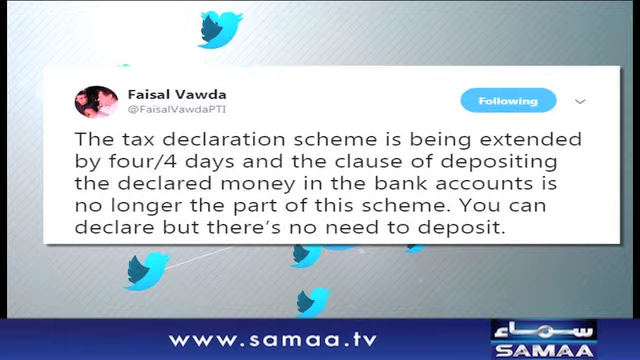 Faisal Vawda
@FaisalVawdaPTI
Following
The tax declaration scheme is being extended
by four/4 days and the clause of depositing
the declared money in the bank accounts is
no longer the part of this scheme. You can
declare but there's no need to deposit.
www.samaa.tv
سماء
SAMAA